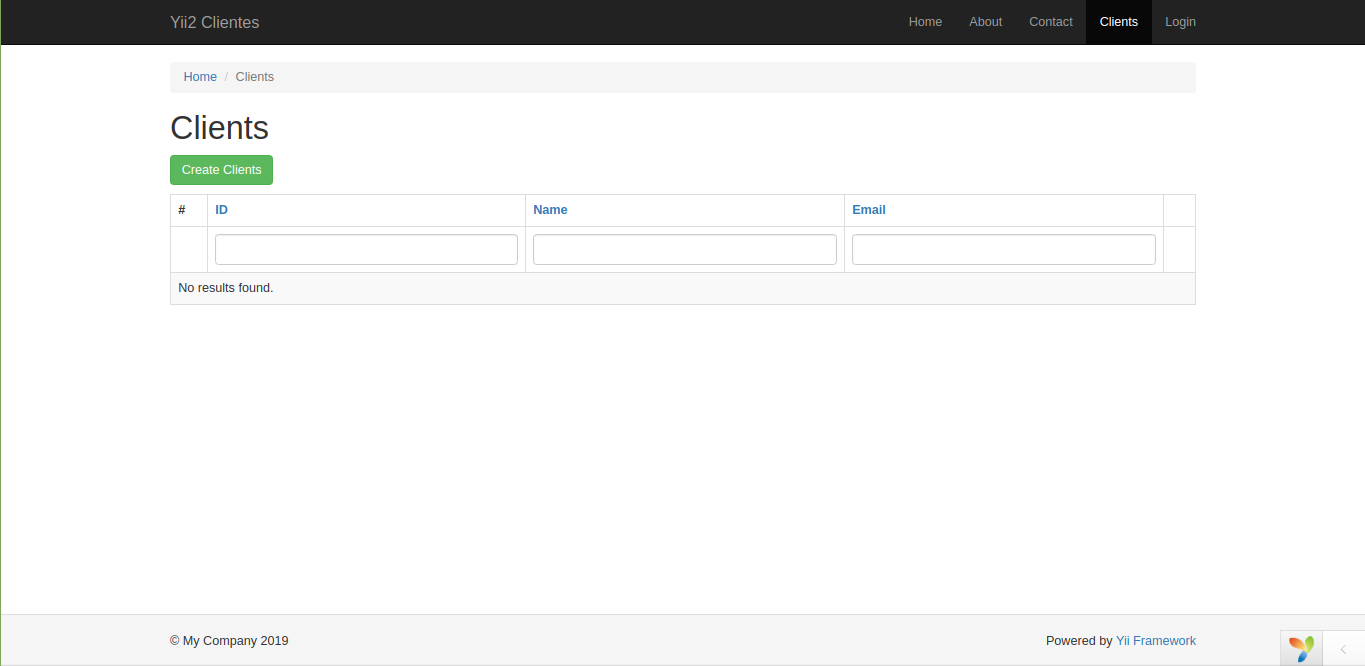 Yii2 Clientes Home About Contact Clients Login
Home / Clients
Clients
Create Clients
# ID Name Email
No results found.
© My Company 2019 Powered by Yii Framework